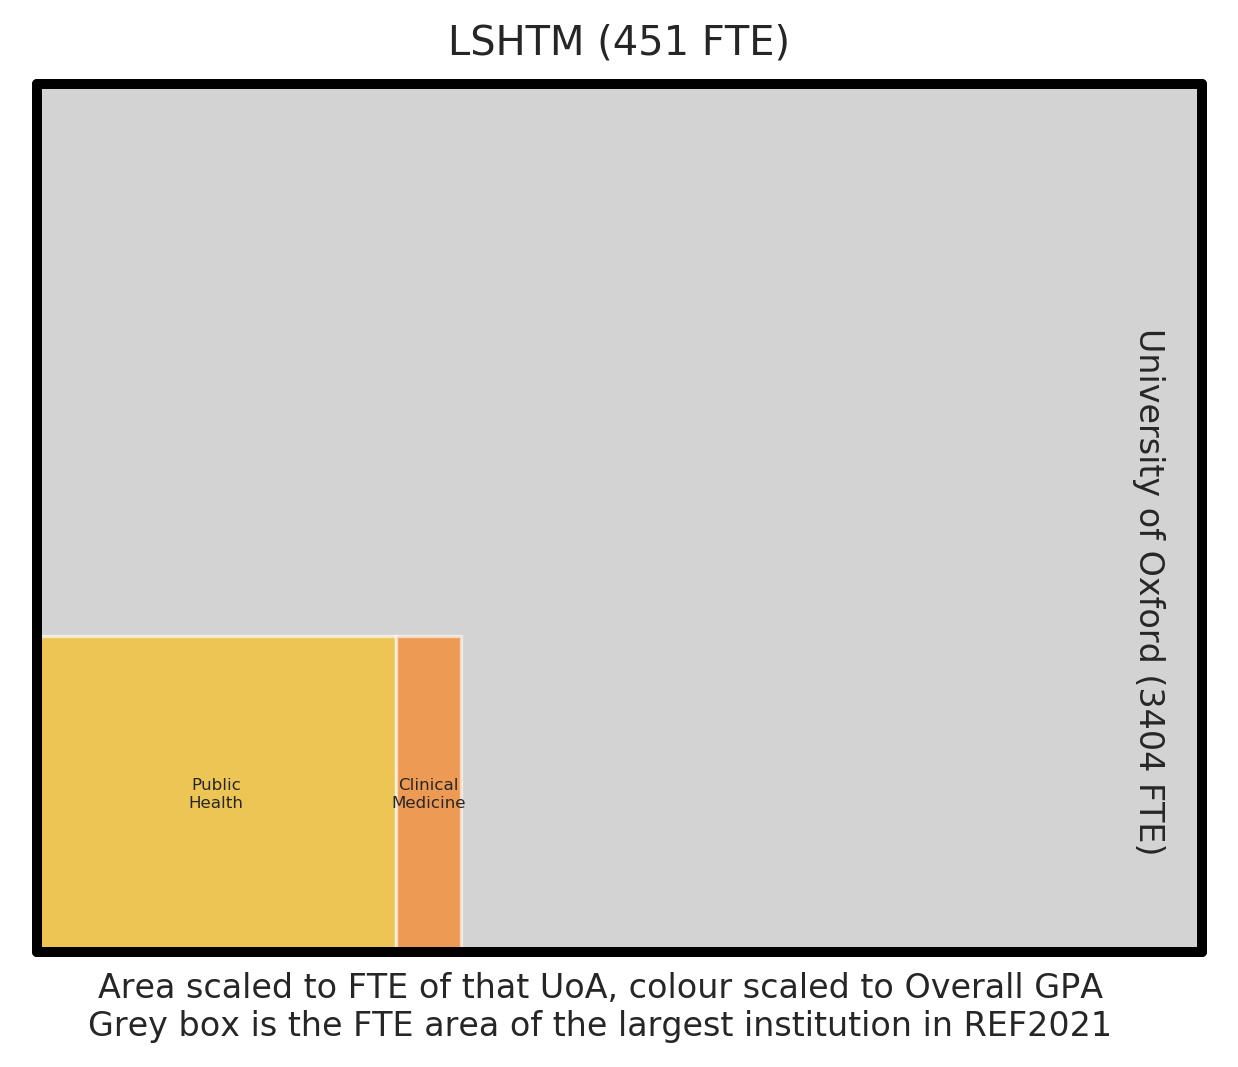 LSHTM (451 FTE)
University of Oxford (3404 FTE)
Public
Health
Clinical
Medicine
Area scaled to FTE of that UoA, colour scaled to Overall GPA
Grey box is the FTE area of the largest institution in REF2021